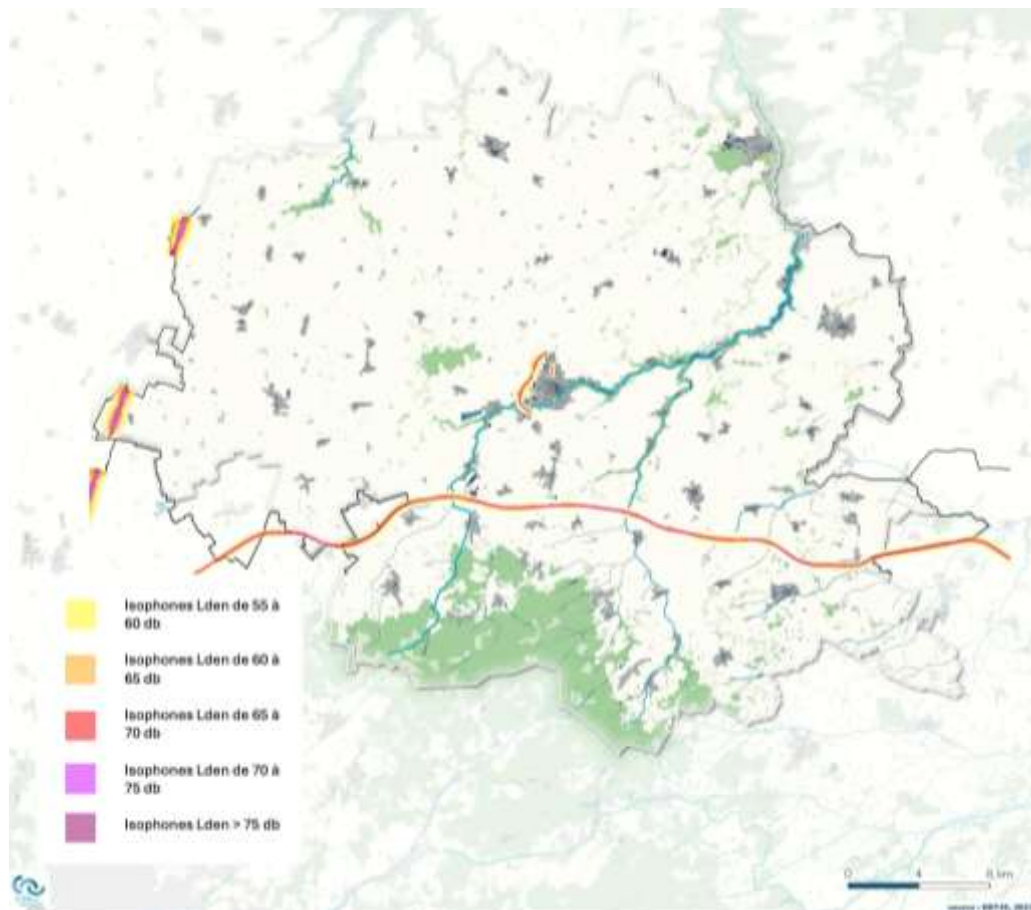 Isophones Lden de 55 à
60 db
Isophones Lden de 60 à
65 db
Isophones Lden de 65 à
70 db
Isophones Lden de 70 à
75 db
Isophones Lden > 75 db
0 4 8 km
source :